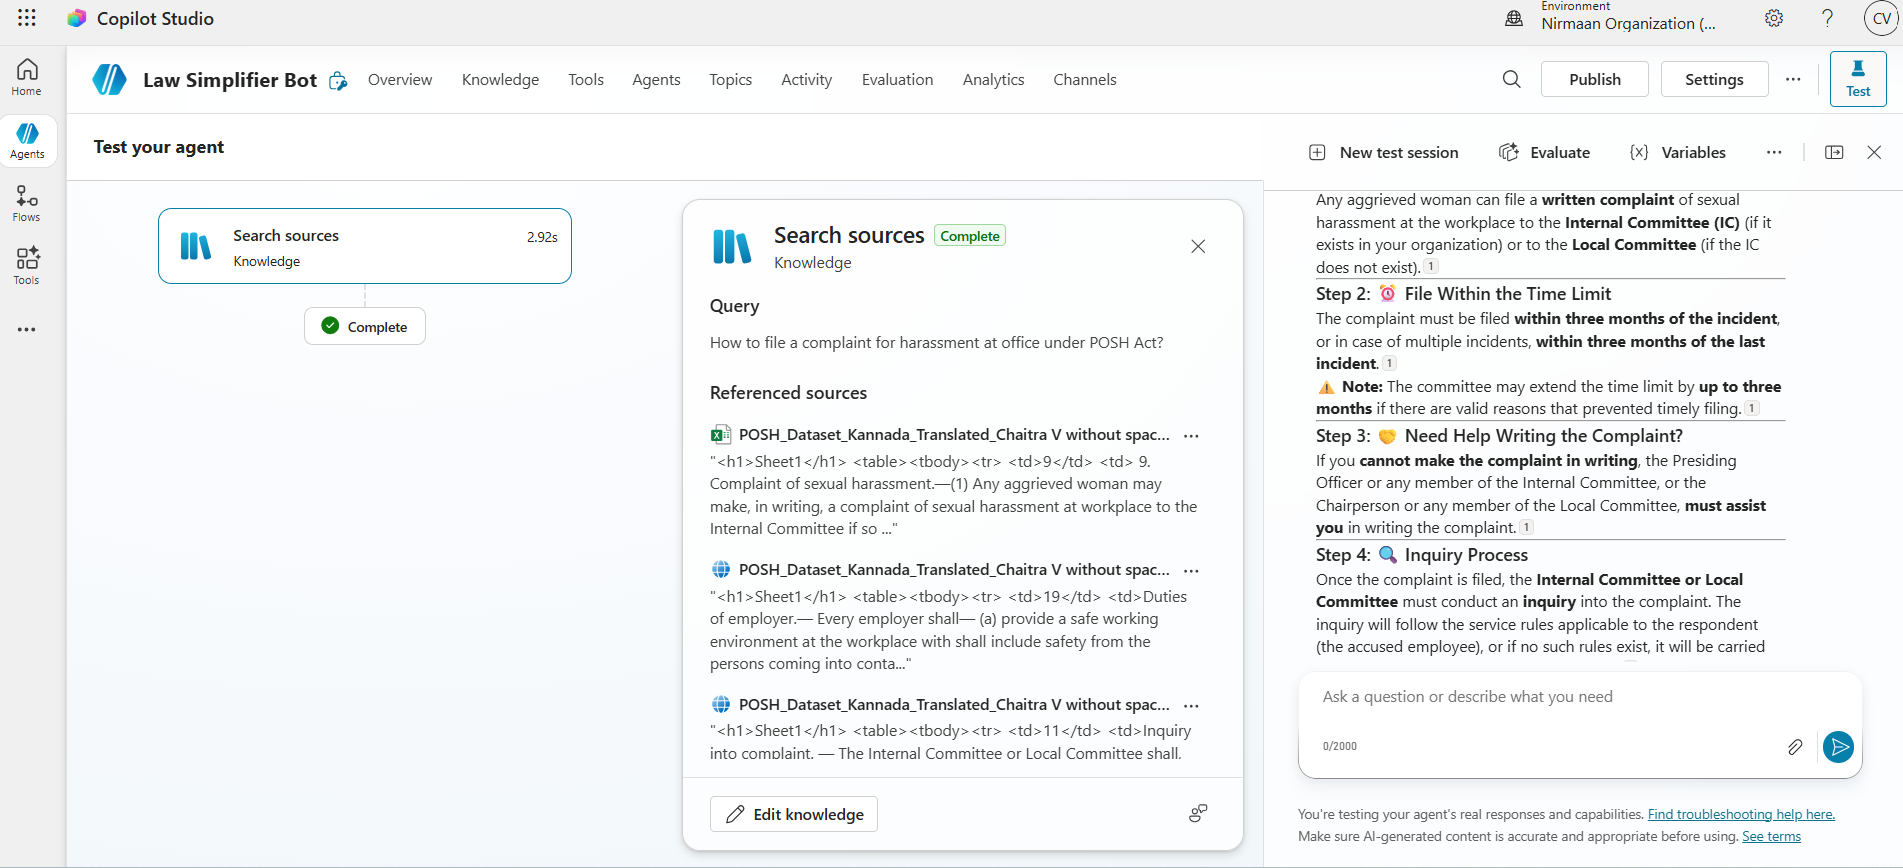 Copilot Studio
Environment
Nirmaan Organization (...
CV
Home
Agents
Flows
Tools
Law Simplifier Bot
Overview
Knowledge
Tools
Agents
Topics
Activity
Evaluation
Analytics
Channels
Publish
Settings
Test
Test your agent
New test session
Evaluate
Variables
Search sources
2.92s
Knowledge
Complete
Search sources
Complete
Knowledge
Query
How to file a complaint for harassment at office under POSH Act?
Referenced sources
POSH_Dataset_Kannada_Translated_Chaitra V without spac...
"<h1>Sheet1</h1> <table><tbody><tr> <td>9</td> <td> 9.
Complaint of sexual harassment.—(1) Any aggrieved woman may
make, in writing, a complaint of sexual harassment at workplace to the
Internal Committee if so ..."
POSH_Dataset_Kannada_Translated_Chaitra V without spac...
"<h1>Sheet1</h1> <table><tbody><tr> <td>19</td> <td>Duties
of employer.— Every employer shall— (a) provide a safe working
environment at the workplace with shall include safety from the
persons coming into conta..."
POSH_Dataset_Kannada_Translated_Chaitra V without spac...
"<h1>Sheet1</h1> <table><tbody><tr> <td>11</td> <td>Inquiry
into complaint. — The Internal Committee or Local Committee shall.
Edit knowledge
Any aggrieved woman can file a written complaint of sexual
harassment at the workplace to the Internal Committee (IC) (if it
exists in your organization) or to the Local Committee (if the IC
does not exist). 1
Step 2: ⏰ File Within the Time Limit
The complaint must be filed within three months of the incident,
or in case of multiple incidents, within three months of the last
incident. 1
⚠️ Note: The committee may extend the time limit by up to three
months if there are valid reasons that prevented timely filing. 1
Step 3: 🤝 Need Help Writing the Complaint?
If you cannot make the complaint in writing, the Presiding
Officer or any member of the Internal Committee, or the
Chairperson or any member of the Local Committee, must assist
you in writing the complaint. 1
Step 4: 🔍 Inquiry Process
Once the complaint is filed, the Internal Committee or Local
Committee must conduct an inquiry into the complaint. The
inquiry will follow the service rules applicable to the respondent
(the accused employee), or if no such rules exist, it will be carried
Ask a question or describe what you need
0/2000
You're testing your agent's real responses and capabilities. Find troubleshooting help here.
Make sure AI-generated content is accurate and appropriate before using. See terms